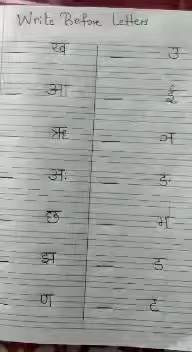 Write Before Letters
— ख — उ
— आ — ई
— ऋ — ञ
— अः — ङ
— छ
— झ — ड
— ण — ट